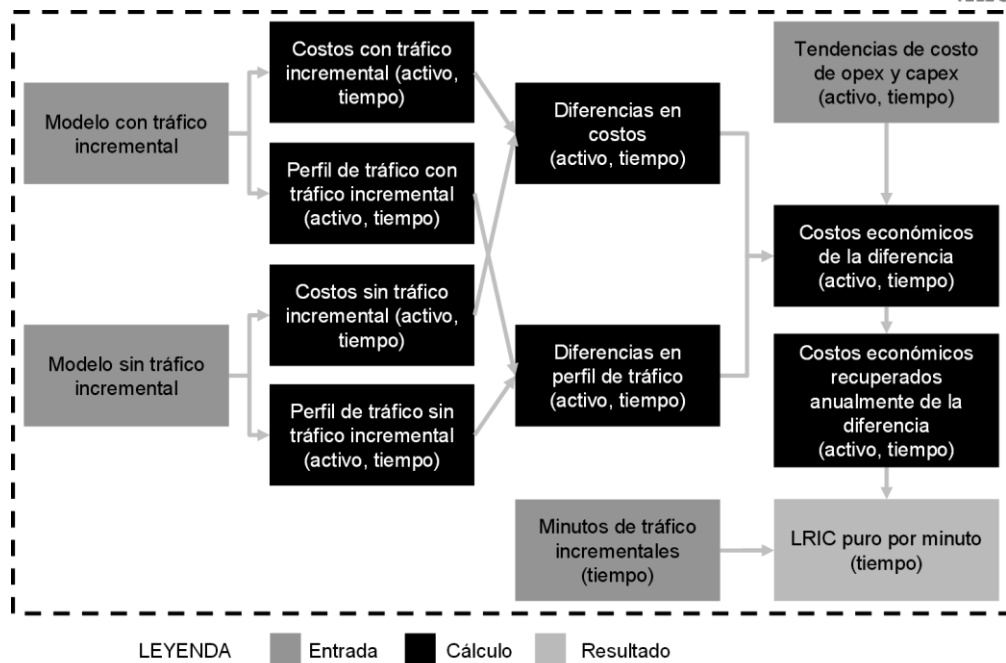 Modelo con tráfico
incremental
Modelo sin tráfico
incremental
Costos con tráfico
incremental (activo,
tiempo)
Perfil de tráfico con
tráfico incremental
(activo, tiempo)
Costos sin tráfico
incremental (activo,
tiempo)
Perfil de tráfico sin
tráfico incremental
(activo, tiempo)
Diferencias en
costos
(activo, tiempo)
Diferencias en
perfil de tráfico
(activo, tiempo)
Minutos de tráfico
incrementales
(tiempo)
Tendencias de costo
de opex y capex
(activo, tiempo)
Costos económicos
de la diferencia
(activo, tiempo)
Costos económicos
recuperados
anualmente de la
diferencia
(activo, tiempo)
LRIC puro por minuto
(tiempo)
LEYENDA
Entrada
Cálculo
Resultado